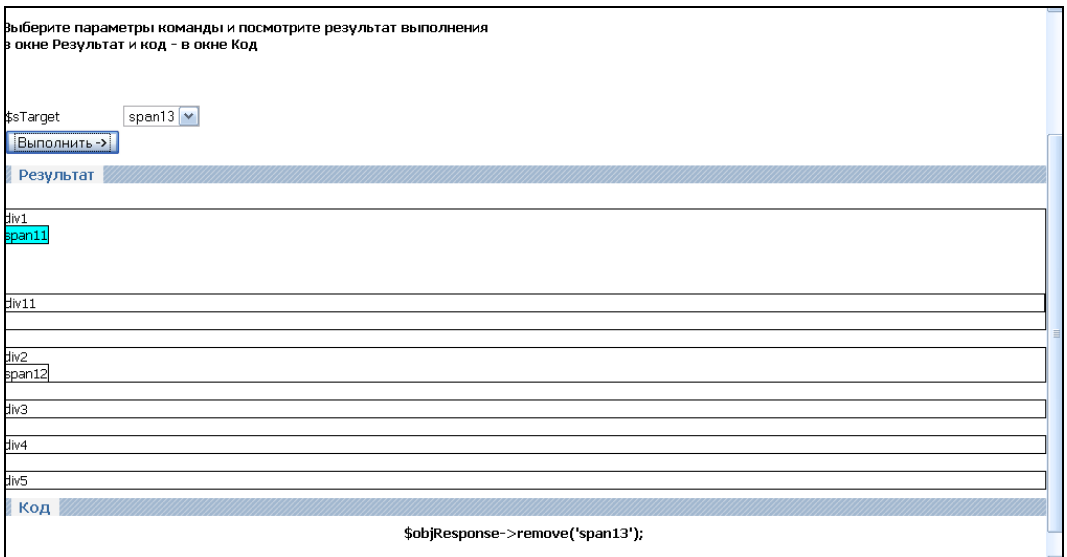 Выберите параметры команды и посмотрите результат выполнения
в окне Результат и код - в окне Код
$sTarget span13
Выполнить ->
Результат
div1
span11
div11
div2
span12
div3
div4
div5
Код
$objResponse->remove('span13');